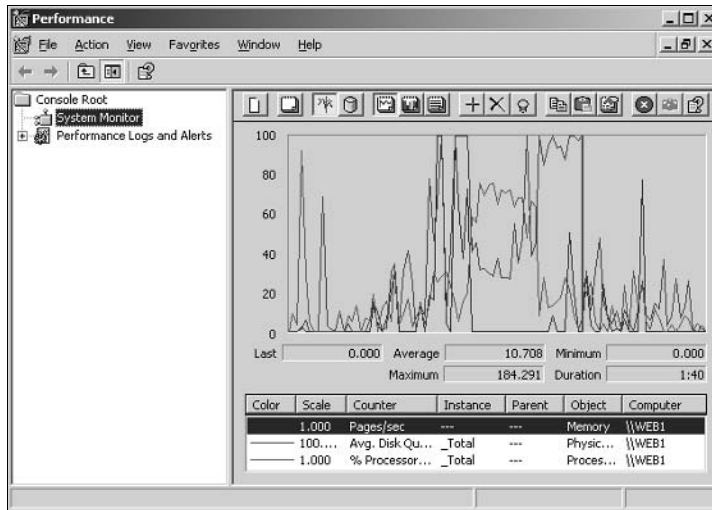 Performance
File Action View Favorites Window Help
Console Root
System Monitor
Performance Logs and Alerts
100
80
60
40
20
0
Last 0.000 Average 10.708 Minimum 0.000
Maximum 184.291 Duration 1:40
Color Scale Counter Instance Parent Object Computer
1.000 Pages/sec --- --- Memory \\WEB1
100.... Avg. Disk Qu... _Total --- Physic... \\WEB1
1.000 % Processor... _Total --- Proces... \\WEB1